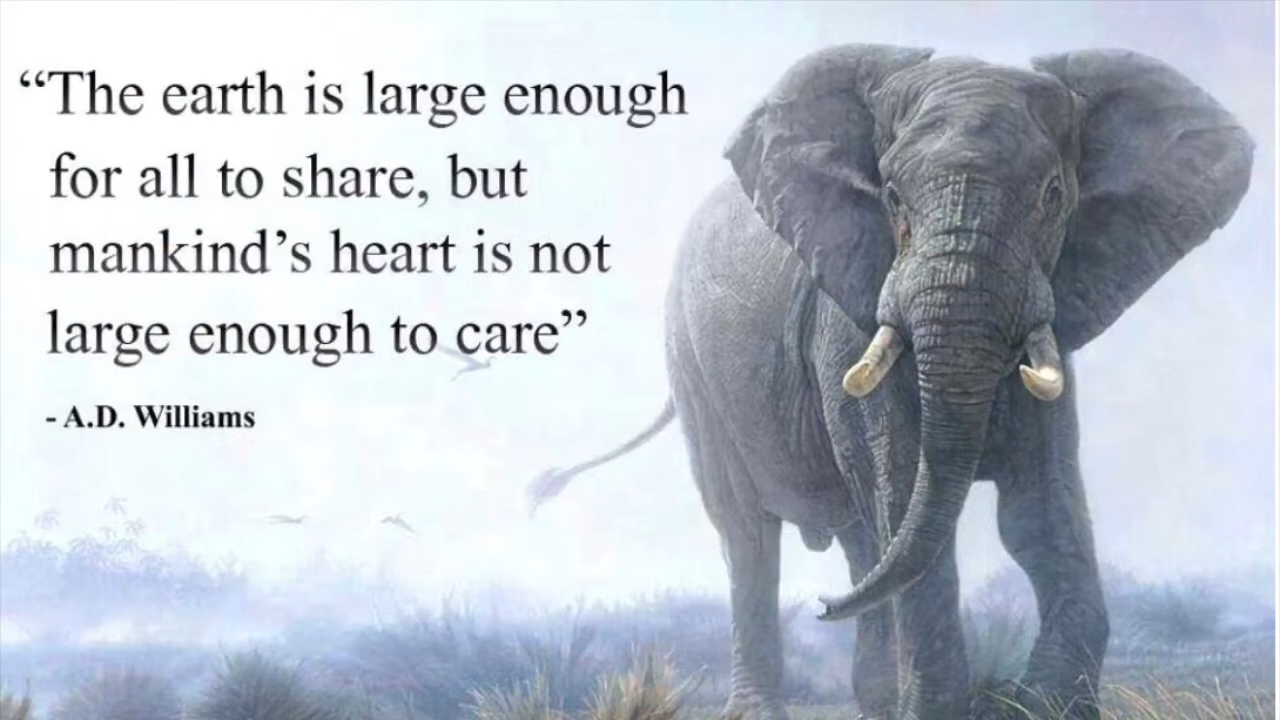 “The earth is large enough
for all to share, but
mankind’s heart is not
large enough to care”
- A.D. Williams